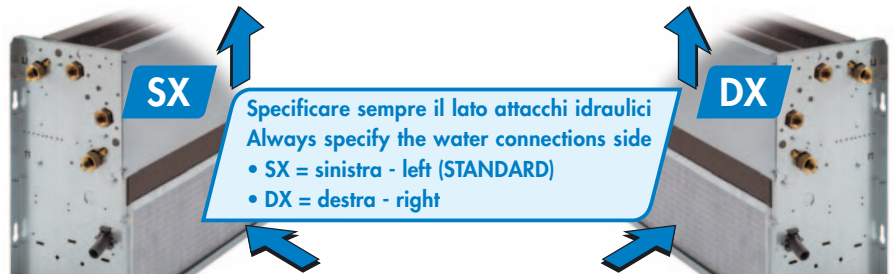 SX
DX
Specificare sempre il lato attacchi idraulici
Always specify the water connections side
• SX = sinistra - left (STANDARD)
• DX = destra - right